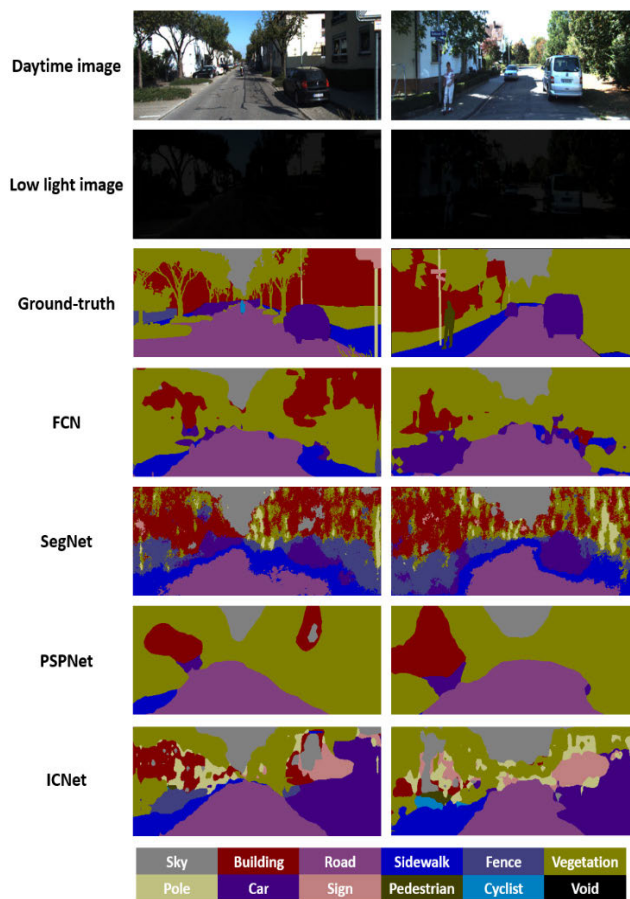 Daytime image
Low light image
Ground-truth
FCN
SegNet
PSPNet
ICNet
Sky Building Road Sidewalk Fence Vegetation
Pole Car Sign Pedestrian Cyclist Void